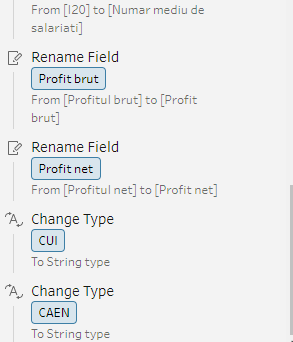 From [I20] to [Numar mediu de
salariati]
Rename Field
Profit brut
From [Profitul brut] to [Profit
brut]
Rename Field
Profit net
From [Profitul net] to [Profit net]
Change Type
CUI
To String type
Change Type
CAEN
To String type